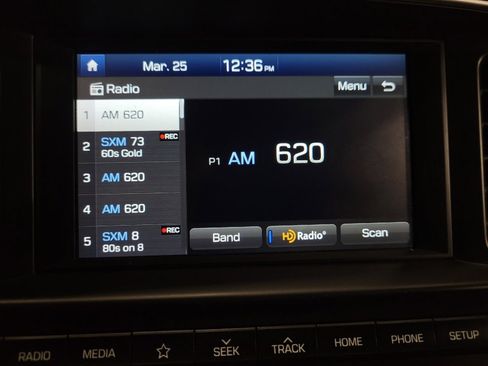 Mar. 25 12:36 PM
Radio Menu
1 AM 620
2 SXM 73 REC
60s Gold
3 AM 620
4 AM 620
5 SXM 8 REC
80s on 8
P1 AM 620
Band HD Radio® Scan
RADIO MEDIA SEEK TRACK HOME PHONE SETUP